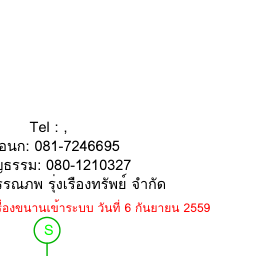 Tel : ,
อนก: 081-7246695
ธรรม: 080-1210327
รรณภพ รุ่งเรืองทรัพย์ จำกัด
ื่องขนานเข้าระบบ วันที่ 6 กันยายน 2559
S